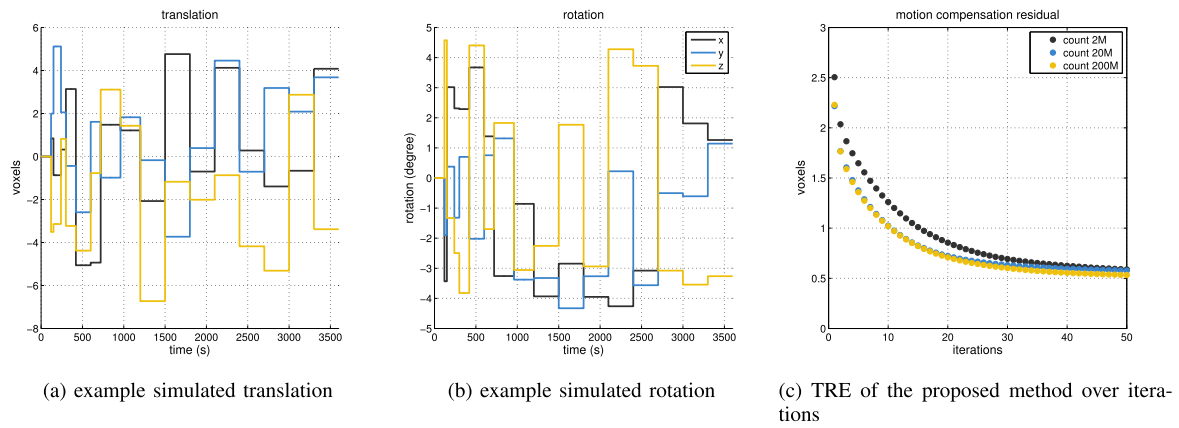 translation
6
4
2
0
−2
−4
−6
−8
voxels
0 500 1000 1500 2000 2500 3000 3500
time (s)
(a) example simulated translation
rotation
5
4
3
2
1
0
−1
−2
−3
−4
−5
rotation (degree)
x
y
z
0 500 1000 1500 2000 2500 3000 3500
time (s)
(b) example simulated rotation
motion compensation residual
3
2.5
2
1.5
1
0.5
0
voxels
count 2M
count 20M
count 200M
0 10 20 30 40 50
iterations
(c) TRE of the proposed method over itera-
tions